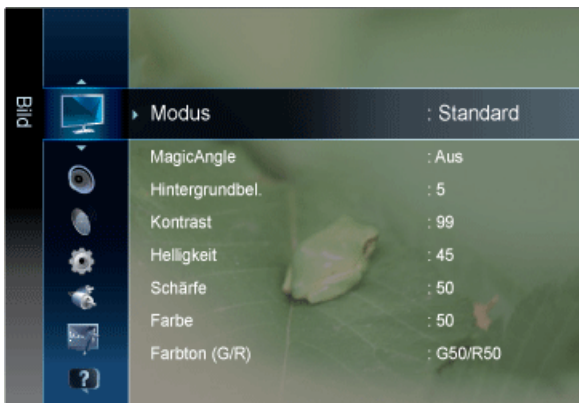 Bild
Modus : Standard
MagicAngle : Aus
Hintergrundbel. : 5
Kontrast : 99
Helligkeit : 45
Schärfe : 50
Farbe : 50
Farbton (G/R) : G50/R50
?